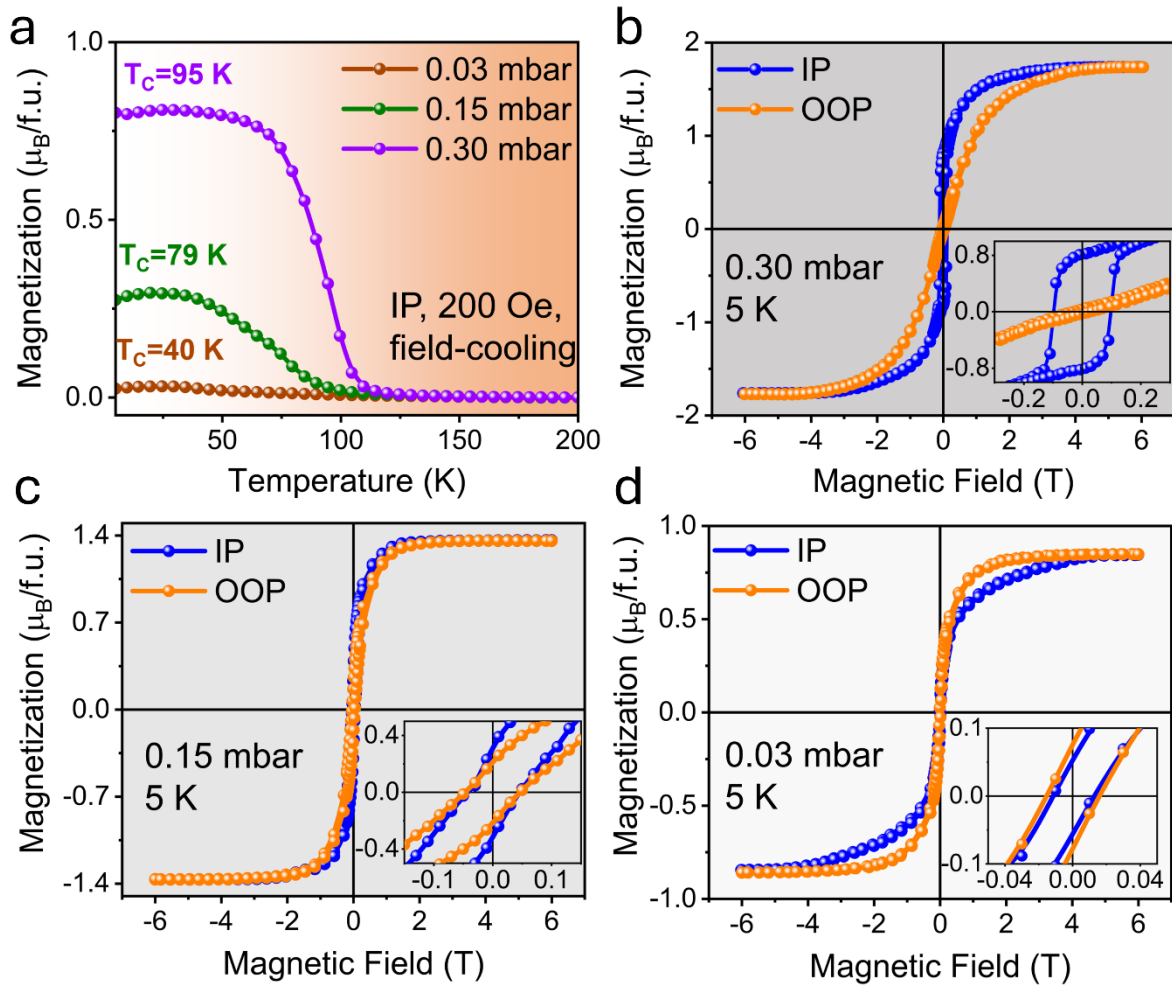 a
1.0
0.5
0.0
Magnetization (μB/f.u.)
TC=95 K
TC=79 K
TC=40 K
0.03 mbar
0.15 mbar
0.30 mbar
IP, 200 Oe,
field-cooling
50 100 150 200
Temperature (K)
b
2
1
0
-1
-2
Magnetization (μB/f.u.)
IP
OOP
0.30 mbar
5 K
0.8
0.0
-0.8
-0.2 0.0 0.2
-6 -4 -2 0 2 4 6
Magnetic Field (T)
c
1.4
0.7
0.0
-0.7
-1.4
Magnetization (μB/f.u.)
IP
OOP
0.15 mbar
5 K
0.4
0.0
-0.4
-0.1 0.0 0.1
-6 -4 -2 0 2 4 6
Magnetic Field (T)
d
1.0
0.5
0.0
-0.5
-1.0
Magnetization (μB/f.u.)
IP
OOP
0.03 mbar
5 K
0.1
0.0
-0.1
-0.04 0.00 0.04
-6 -4 -2 0 2 4 6
Magnetic Field (T)